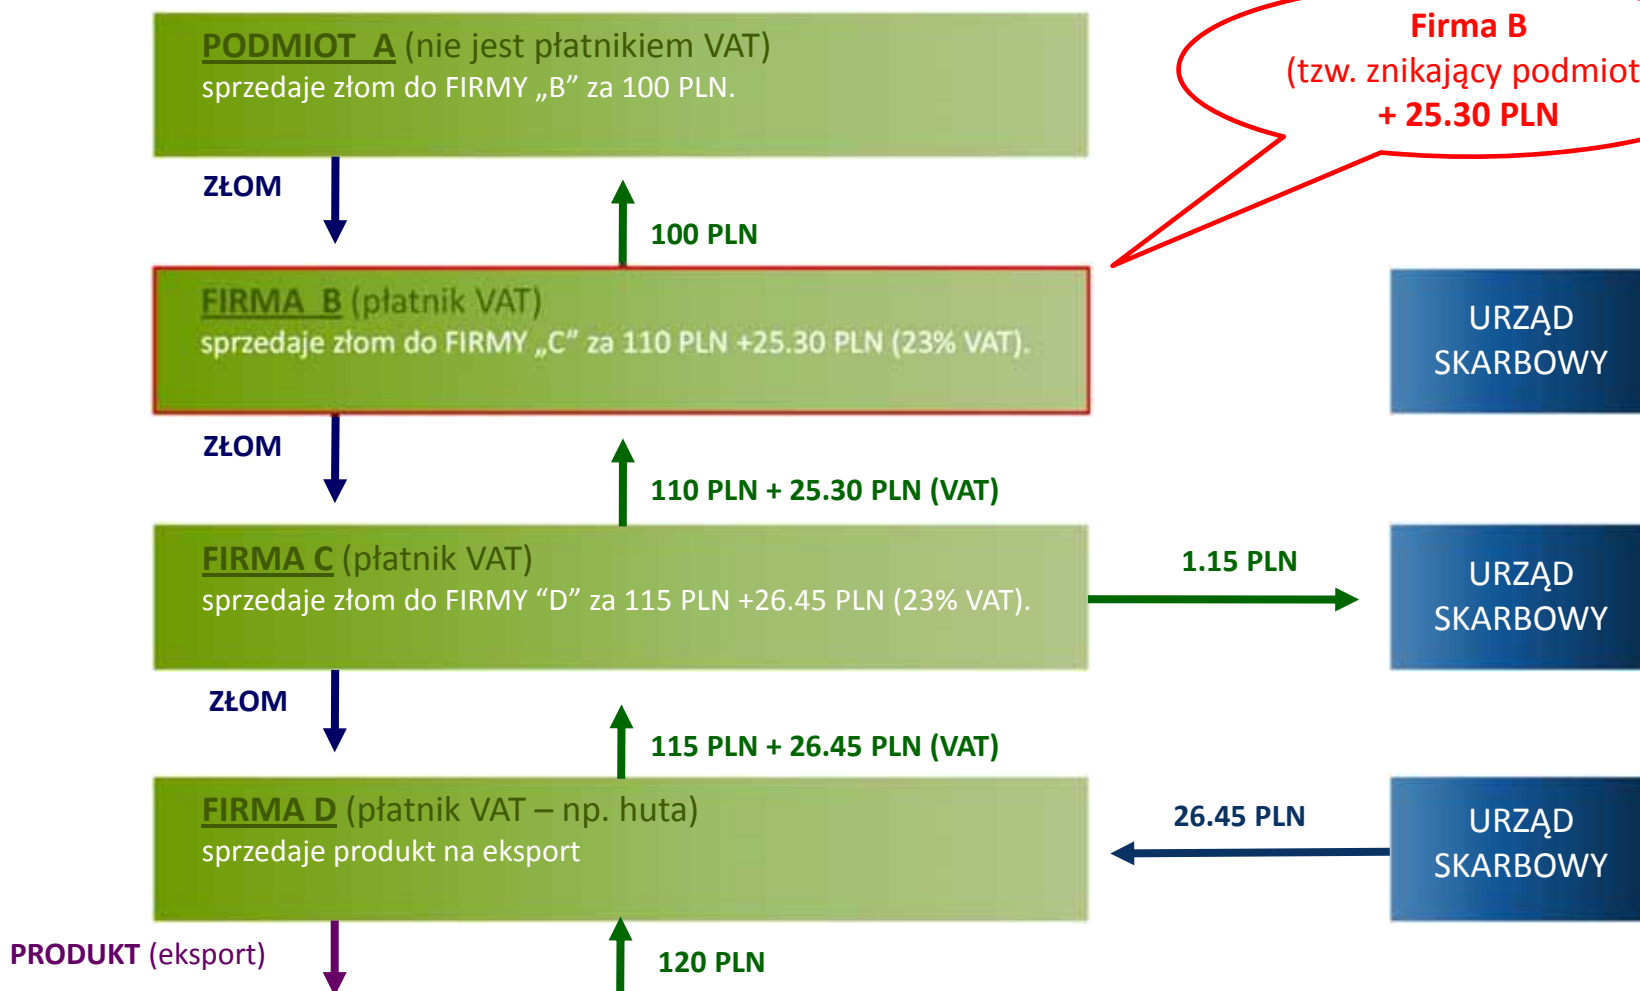 PODMIOT A (nie jest płatnikiem VAT)
sprzedaje złom do FIRMY „B” za 100 PLN.
Firma B
(tzw. znikający podmiot
+ 25.30 PLN
ZŁOM
100 PLN
FIRMA B (płatnik VAT)
sprzedaje złom do FIRMY „C” za 110 PLN +25.30 PLN (23% VAT).
URZĄD
SKARBOWY
ZŁOM
110 PLN + 25.30 PLN (VAT)
FIRMA C (płatnik VAT)
sprzedaje złom do FIRMY “D” za 115 PLN +26.45 PLN (23% VAT).
1.15 PLN
URZĄD
SKARBOWY
ZŁOM
115 PLN + 26.45 PLN (VAT)
FIRMA D (płatnik VAT – np. huta)
sprzedaje produkt na eksport
26.45 PLN
URZĄD
SKARBOWY
PRODUKT (eksport)
120 PLN